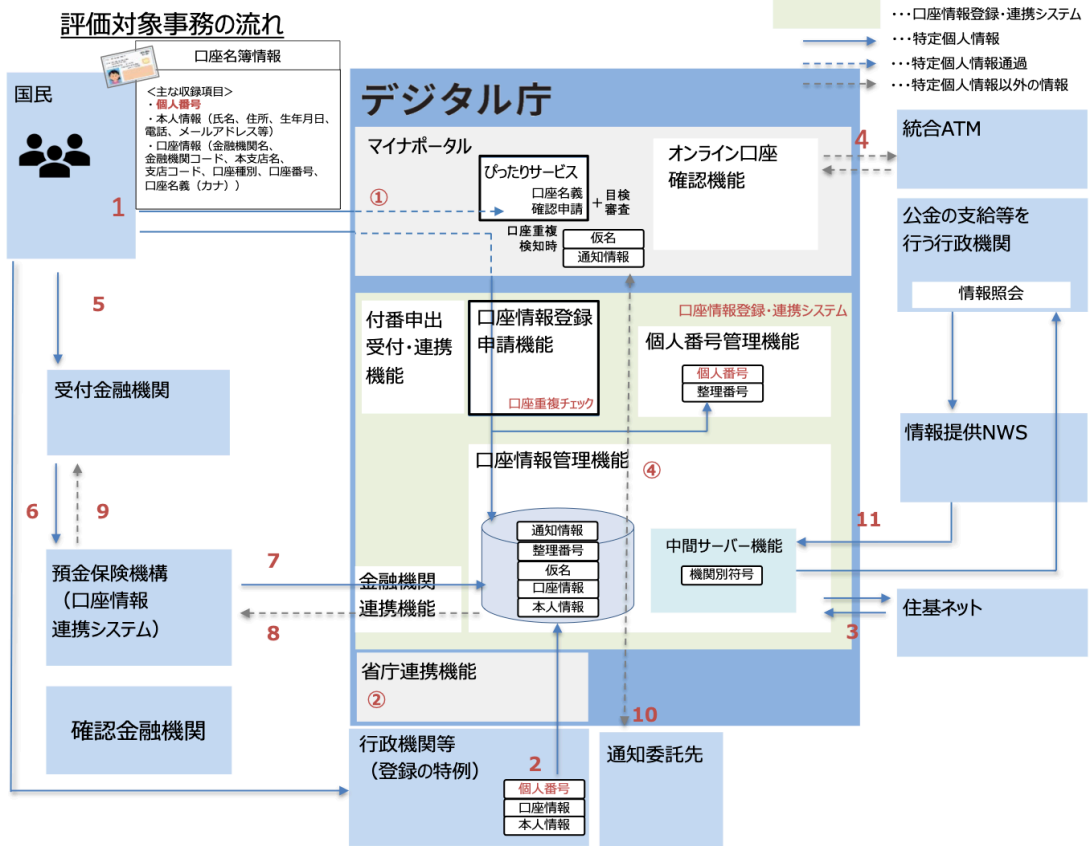 評価対象事務の流れ
口座名簿情報
<主な収録項目>
・個人番号
・本人情報（氏名、住所、生年月日、
電話、メールアドレス等）
・口座情報（金融機関名、
金融機関コード、本支店名、
支店コード、口座種別、口座番号、
口座名義（カナ））
・・・口座情報登録・連携システム
・・・特定個人情報
・・・特定個人情報通過
・・・特定個人情報以外の情報
国民
1
①
デジタル庁
マイナポータル
ぴったりサービス
口座名義
確認申請
+
目検
審査
口座重複
検知時
仮名
通知情報
オンライン口座
確認機能
4
統合ATM
公金の支給等を
行う行政機関
情報照会
5
受付金融機関
6
9
付番申出
受付・連携
機能
口座情報登録
申請機能
口座重複チェック
口座情報登録・連携システム
個人番号管理機能
個人番号
整理番号
情報提供NWS
口座情報管理機能
④
11
通知情報
整理番号
仮名
口座情報
本人情報
中間サーバー機能
機関別符号
預金保険機構
（口座情報
連携システム）
7
8
金融機関
連携機能
住基ネット
3
確認金融機関
省庁連携機能
②
10
行政機関等
（登録の特例）
2
個人番号
口座情報
本人情報
通知委託先